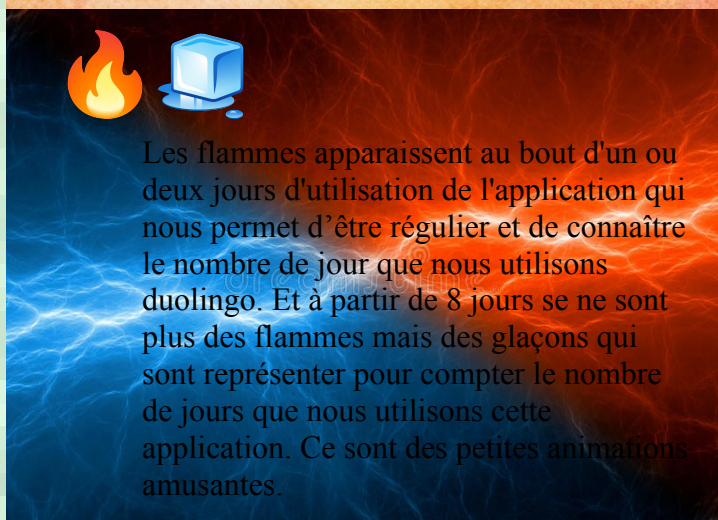 Les flammes apparaissent au bout d'un ou
deux jours d'utilisation de l'application qui
nous permet d’être régulier et de connaître
le nombre de jour que nous utilisons
duolingo. Et à partir de 8 jours se ne sont
plus des flammes mais des glaçons qui
sont représenter pour compter le nombre
de jours que nous utilisons cette
application. Ce sont des petites animations
amusantes.